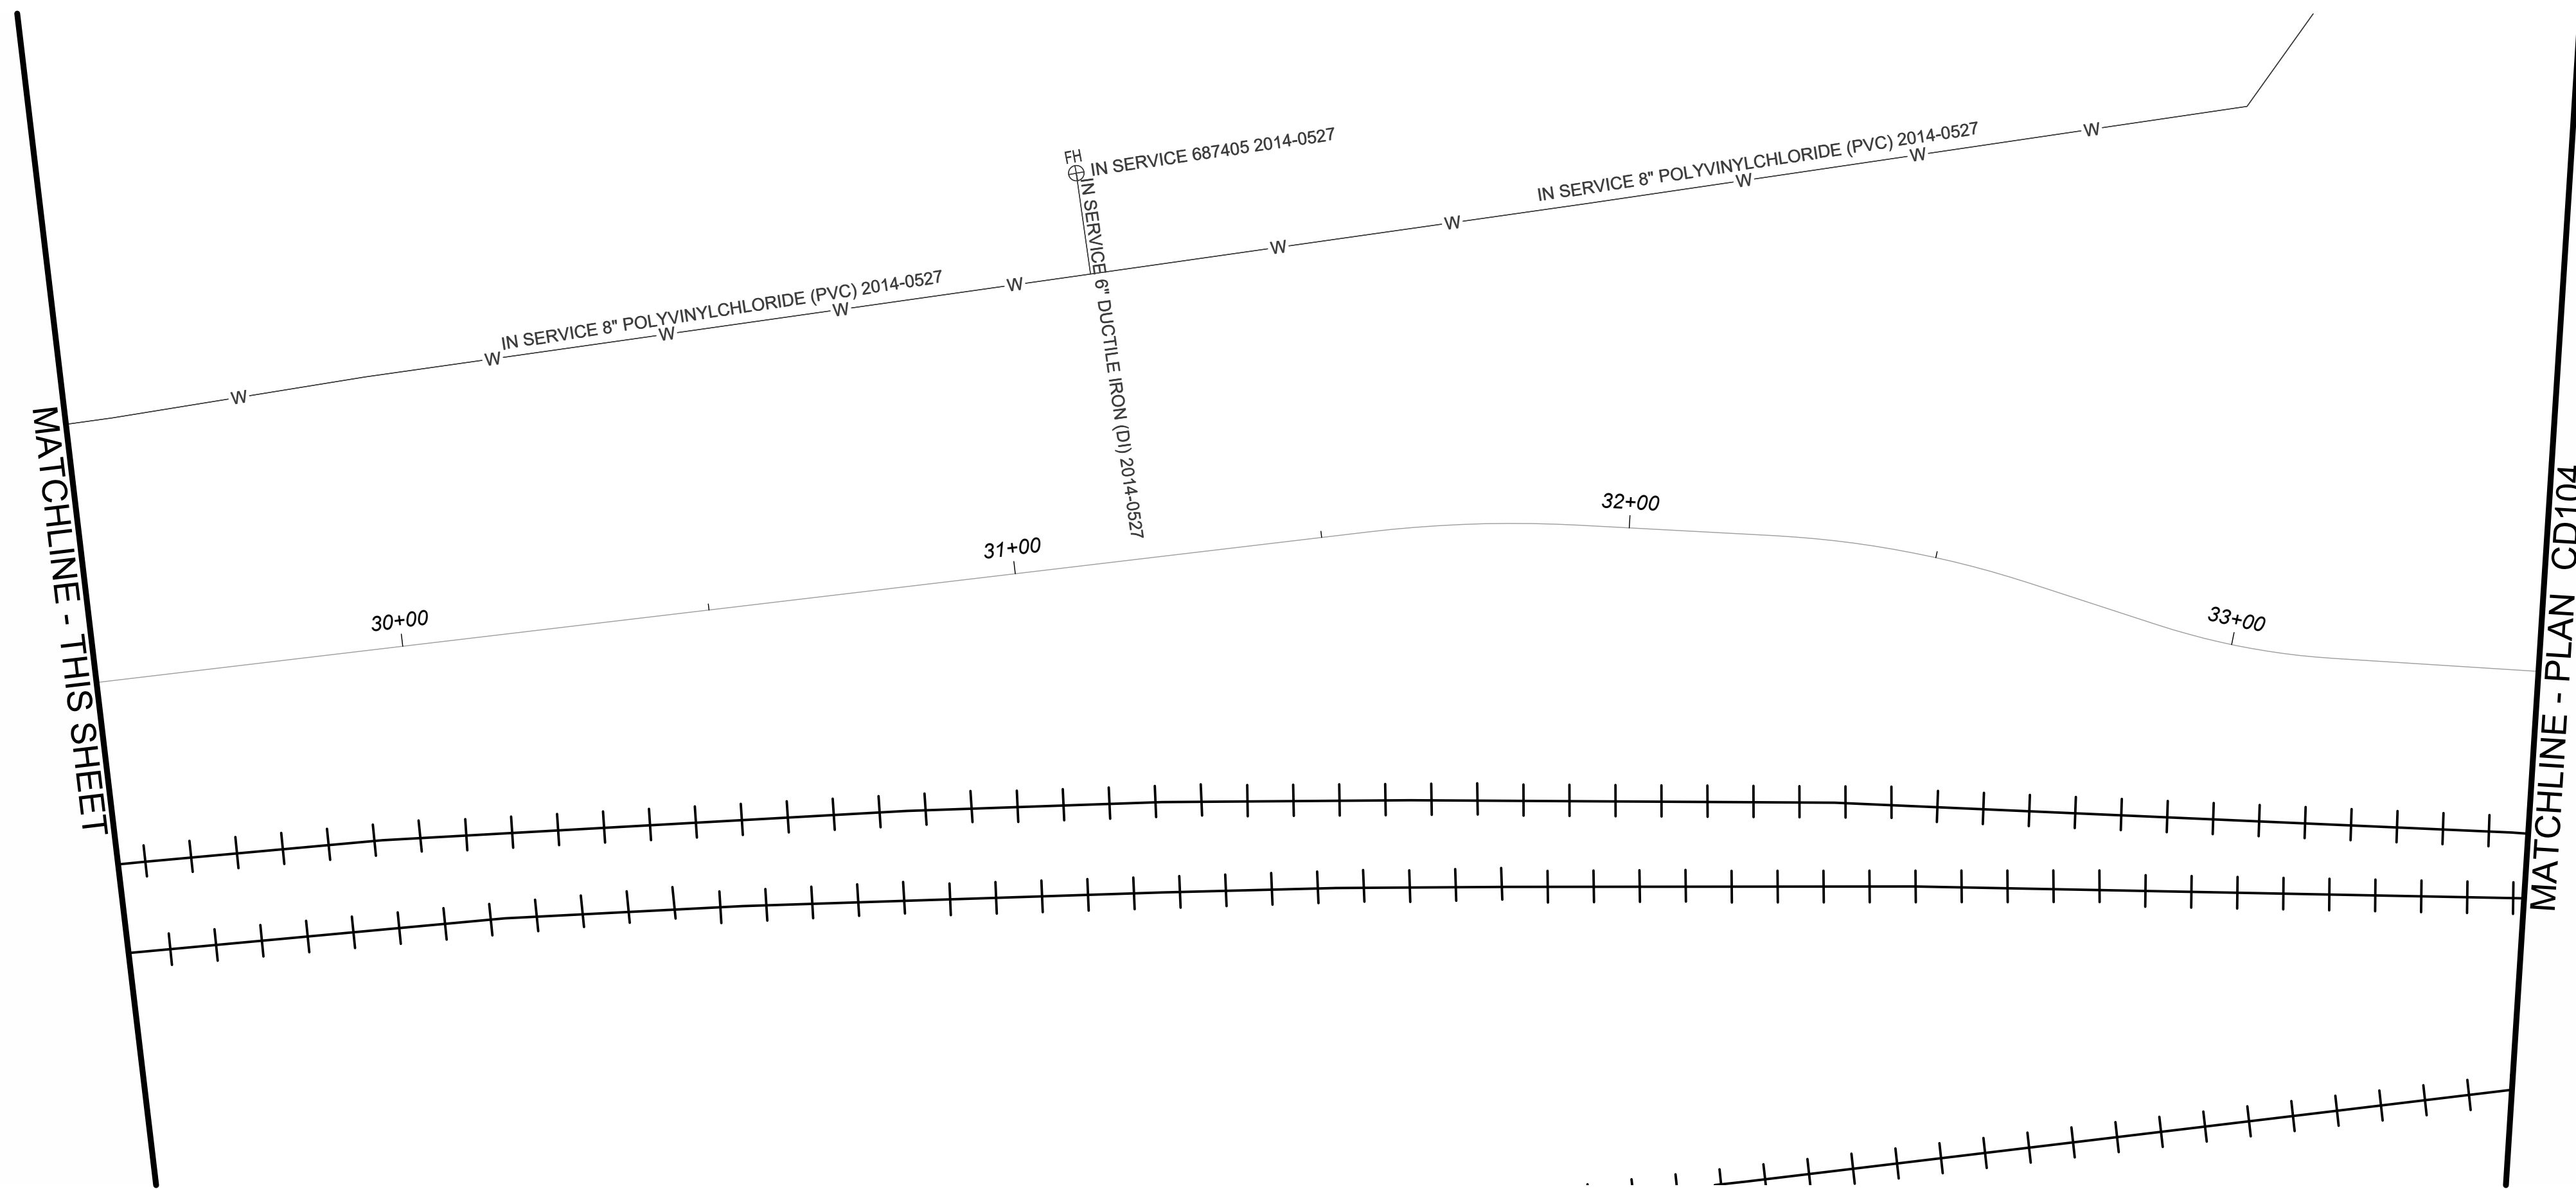 FH
IN SERVICE 687405 2014-0527
IN SERVICE 8" POLYVINYLCHLORIDE (PVC) 2014-0527
W
W
W
IN SERVICE 6" DUCTILE IRON (DI) 2014-0527
W
W
IN SERVICE 8" POLYVINYLCHLORIDE (PVC) 2014-0527
W
W
W
W
W
MATCHLINE - THIS SHEET
MATCHLINE - PLAN CD104
30+00
31+00
32+00
33+00